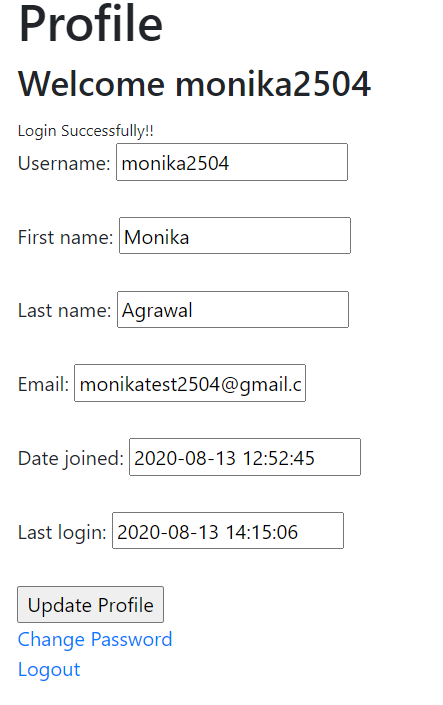 Profile
Welcome monika2504
Login Successfully!!
Username: monika2504
First name: Monika
Last name: Agrawal
Email: monikatest2504@gmail.c
Date joined: 2020-08-13 12:52:45
Last login: 2020-08-13 14:15:06
Update Profile
Change Password
Logout